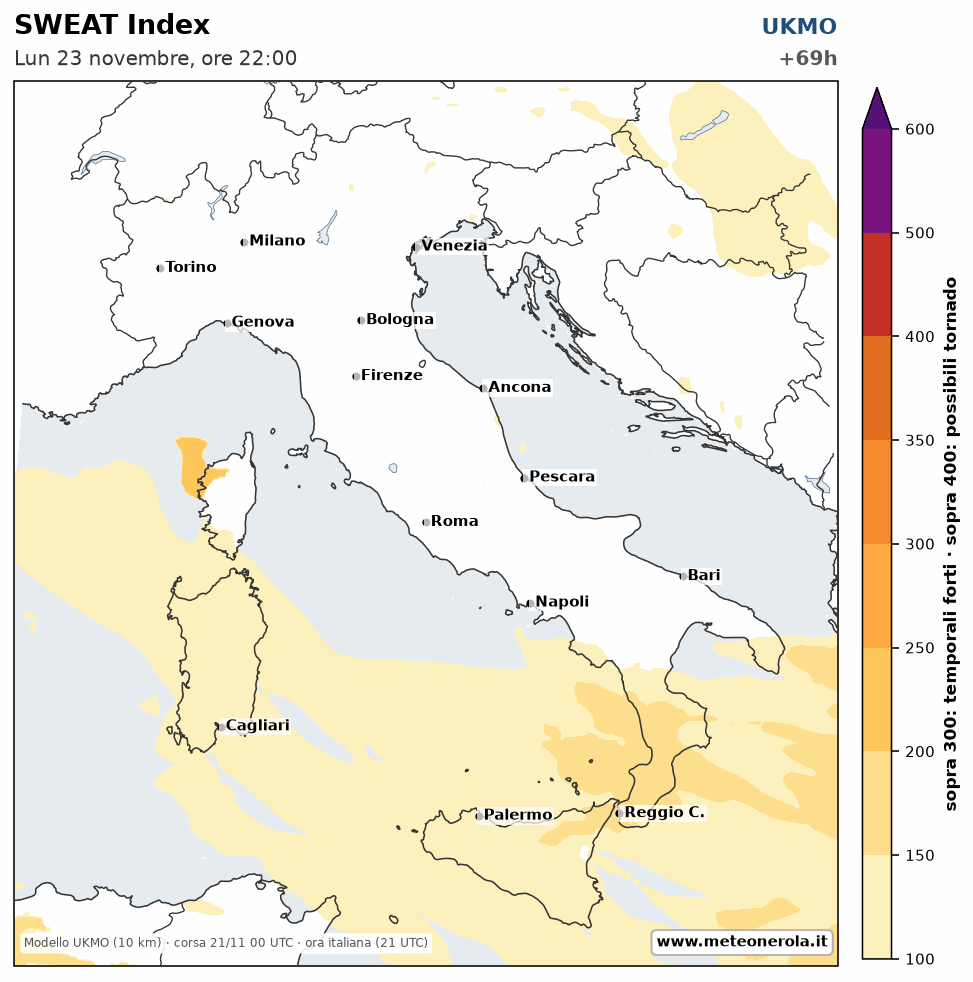 SWEAT Index
UKMO
Lun 23 novembre, ore 22:00
+69h
600
500
400
350
300
250
200
150
100
sopra 300: temporali forti · sopra 400: possibili tornado
Milano
Venezia
Torino
Genova
Bologna
Firenze
Ancona
Pescara
Roma
Bari
Napoli
Cagliari
Palermo
Reggio C.
Modello UKMO (10 km) · corsa 21/11 00 UTC · ora italiana (21 UTC)
www.meteonerola.it